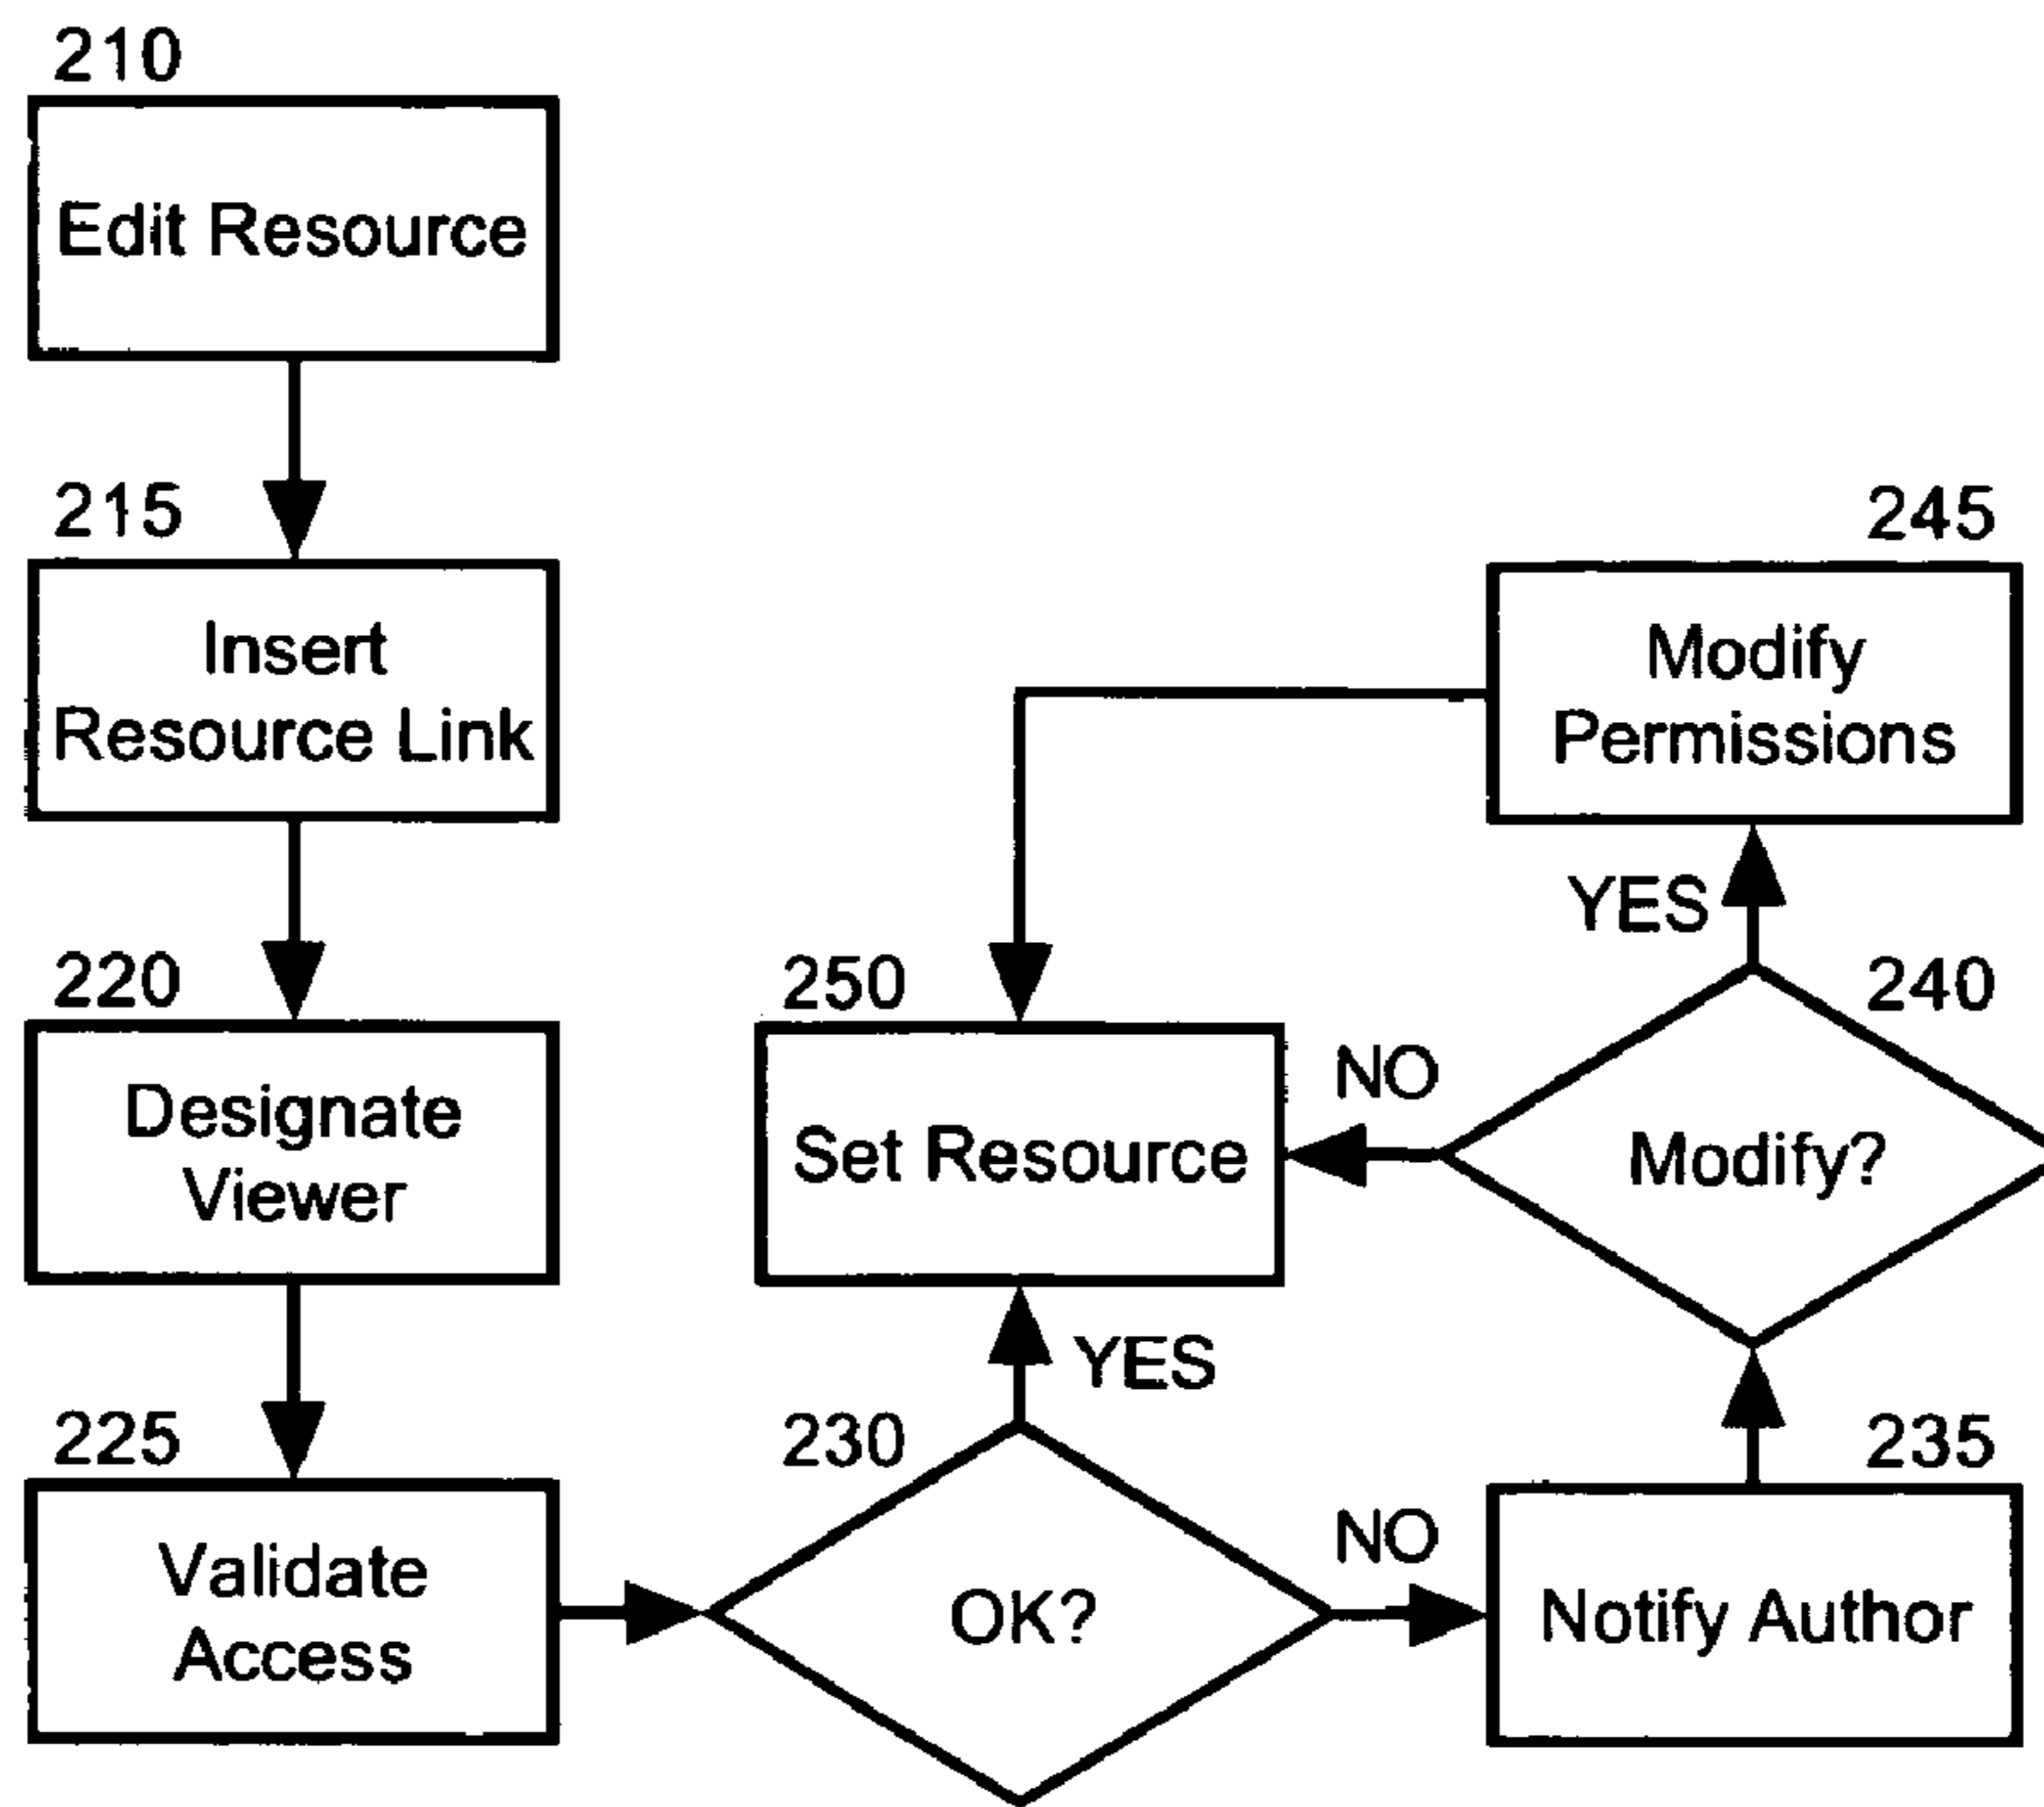 210
Edit Resource
215
Insert
Resource Link
220
Designate
Viewer
225
Validate
Access
230
OK?
YES
NO
235
Notify Author
240
Modify?
YES
NO
245
Modify
Permissions
250
Set Resource